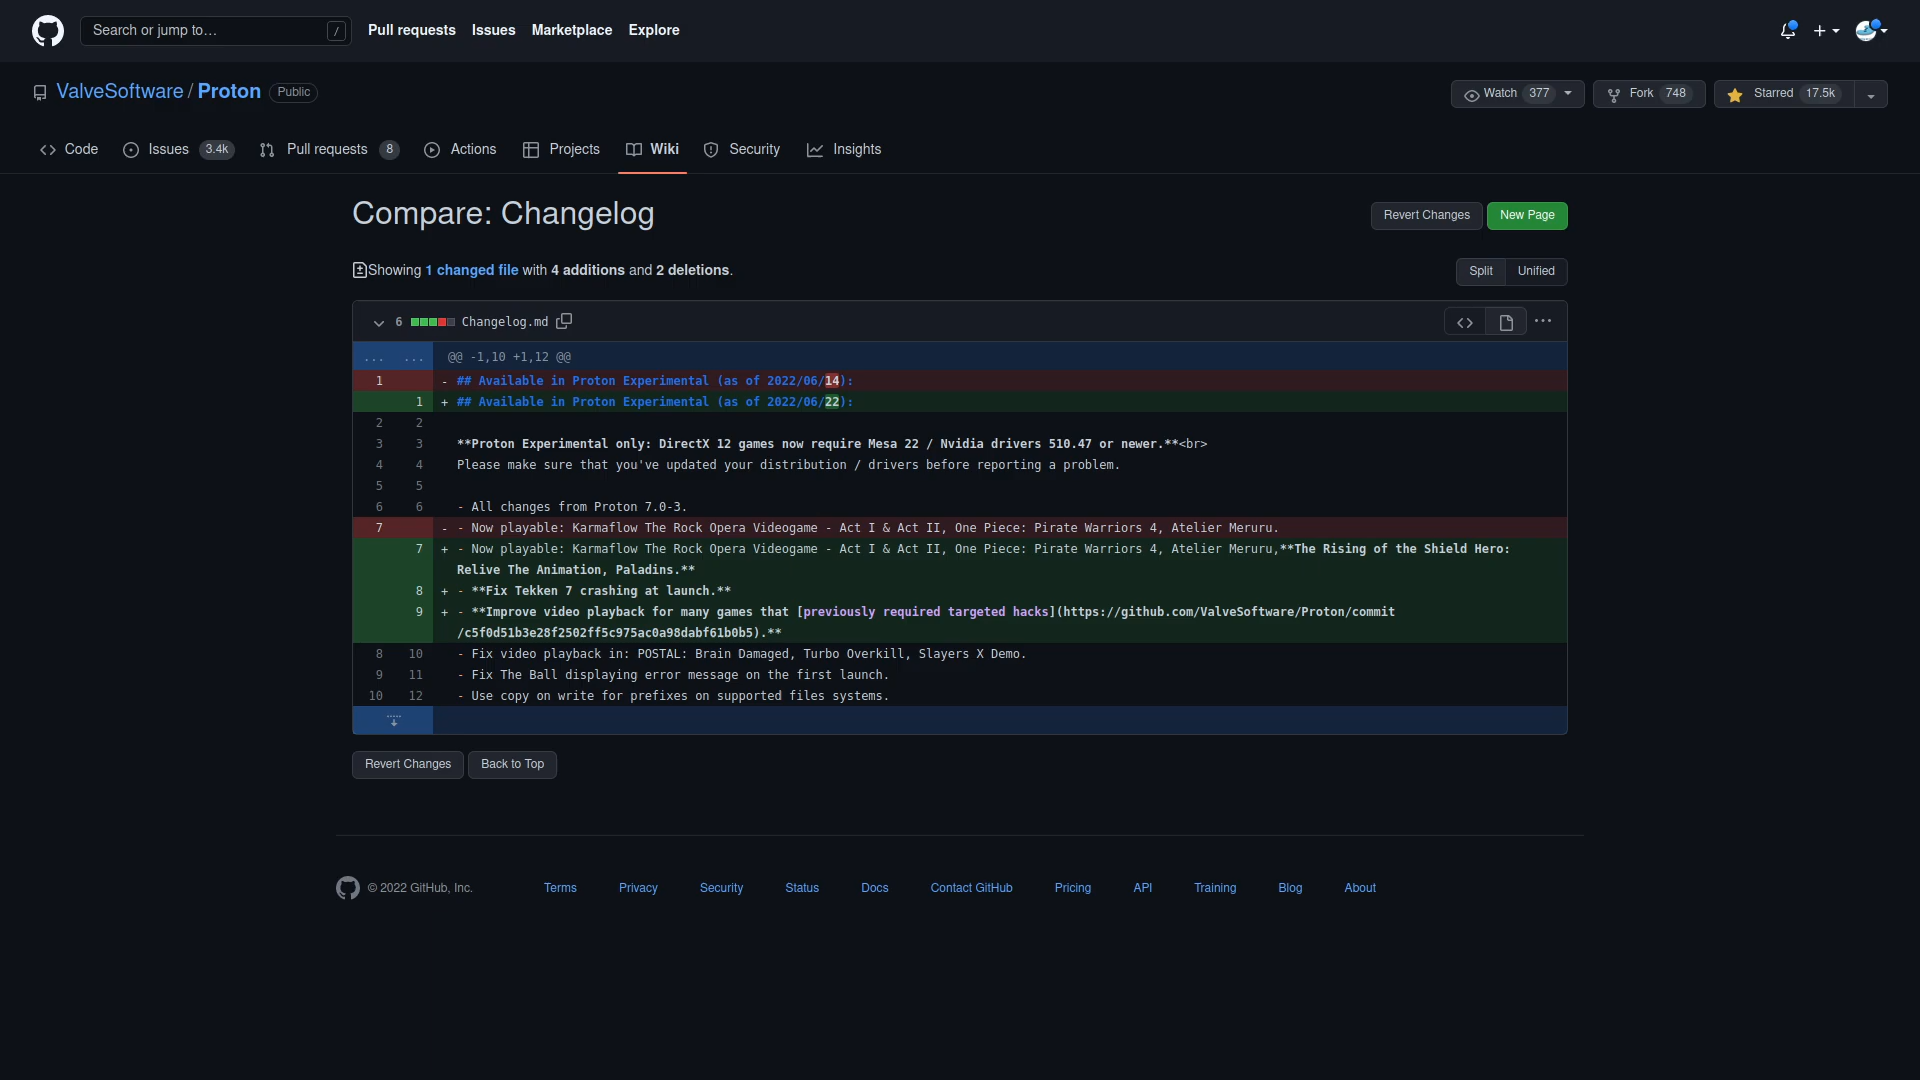 Search or jump to… /
Pull requests Issues Marketplace Explore
ValveSoftware / Proton Public
Watch 377 Fork 748 Starred 17.5k
Code Issues 3.4k Pull requests 8 Actions Projects Wiki Security Insights
Compare: Changelog
Revert Changes New Page
Showing 1 changed file with 4 additions and 2 deletions.
Split Unified
6 Changelog.md
... ... @@ -1,10 +1,12 @@
1 - ## Available in Proton Experimental (as of 2022/06/14):
1 + ## Available in Proton Experimental (as of 2022/06/22):
2 2
3 3 **Proton Experimental only: DirectX 12 games now require Mesa 22 / Nvidia drivers 510.47 or newer.**<br>
4 4 Please make sure that you've updated your distribution / drivers before reporting a problem.
5 5
6 6 - All changes from Proton 7.0-3.
7 - - Now playable: Karmaflow The Rock Opera Videogame - Act I & Act II, One Piece: Pirate Warriors 4, Atelier Meruru.
7 + - Now playable: Karmaflow The Rock Opera Videogame - Act I & Act II, One Piece: Pirate Warriors 4, Atelier Meruru,**The Rising of the Shield Hero:
Relive The Animation, Paladins.**
8 + - **Fix Tekken 7 crashing at launch.**
9 + - **Improve video playback for many games that [previously required targeted hacks](https://github.com/ValveSoftware/Proton/commit
/c5f0d51b3e28f2502ff5c975ac0a98dabf61b0b5).**
8 10 - Fix video playback in: POSTAL: Brain Damaged, Turbo Overkill, Slayers X Demo.
9 11 - Fix The Ball displaying error message on the first launch.
10 12 - Use copy on write for prefixes on supported files systems.
Revert Changes Back to Top
© 2022 GitHub, Inc. Terms Privacy Security Status Docs Contact GitHub Pricing API Training Blog About